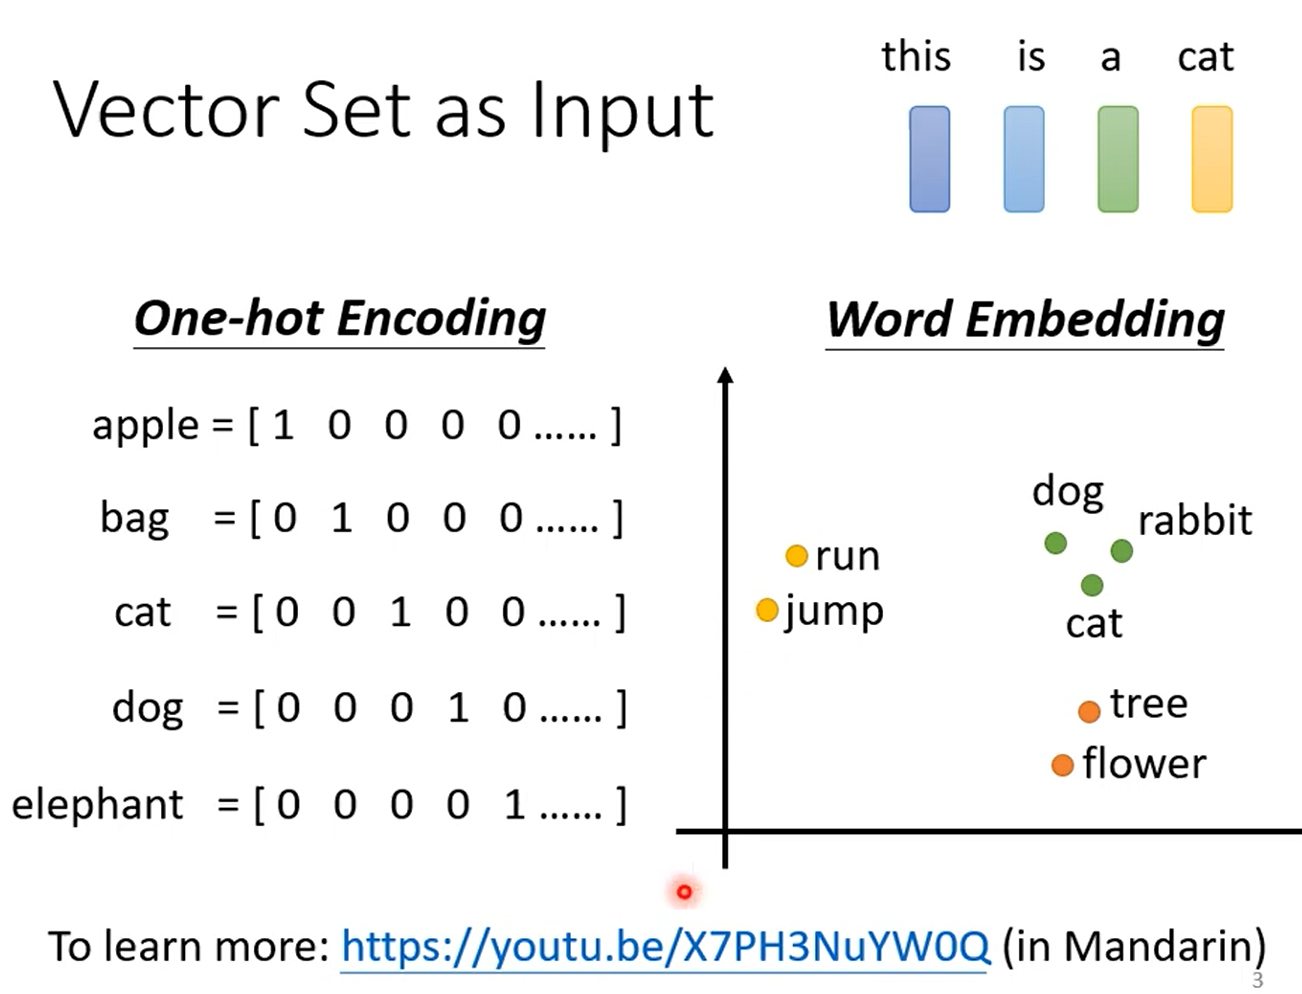 this is a cat
Vector Set as Input
One-hot Encoding
apple = [ 1 0 0 0 0 …… ]
bag = [ 0 1 0 0 0 …… ]
cat = [ 0 0 1 0 0 …… ]
dog = [ 0 0 0 1 0 …… ]
elephant = [ 0 0 0 0 1 …… ]
Word Embedding
dog
rabbit
run
jump
cat
tree
flower
To learn more: https://youtu.be/X7PH3NuYW0Q (in Mandarin)
3